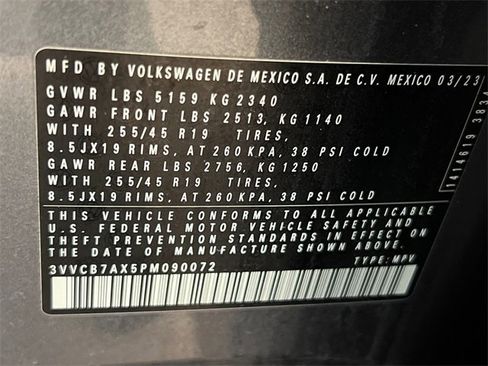 MFD BY VOLKSWAGEN DE MEXICO S.A. DE C.V. MEXICO 03/23
GVWR LBS 5159 KG 2340
GAWR FRONT LBS 2513, KG 1140
WITH 255/45 R19 TIRES,
8.5JX19 RIMS, AT 260 KPA, 38 PSI COLD
GAWR REAR LBS 2756, KG 1250
WITH 255/45 R19 TIRES,
8.5JX19 RIMS, AT 260 KPA, 38 PSI COLD
THIS VEHICLE CONFORMS TO ALL APPLICABLE
U.S. FEDERAL MOTOR VEHICLE SAFETY AND
THEFT PREVENTION STANDARDS IN EFFECT ON
THE DATE OF MANUFACTURE SHOWN ABOVE
3VVCB7AX5PM090072 TYPE: MPV
1414619 3834